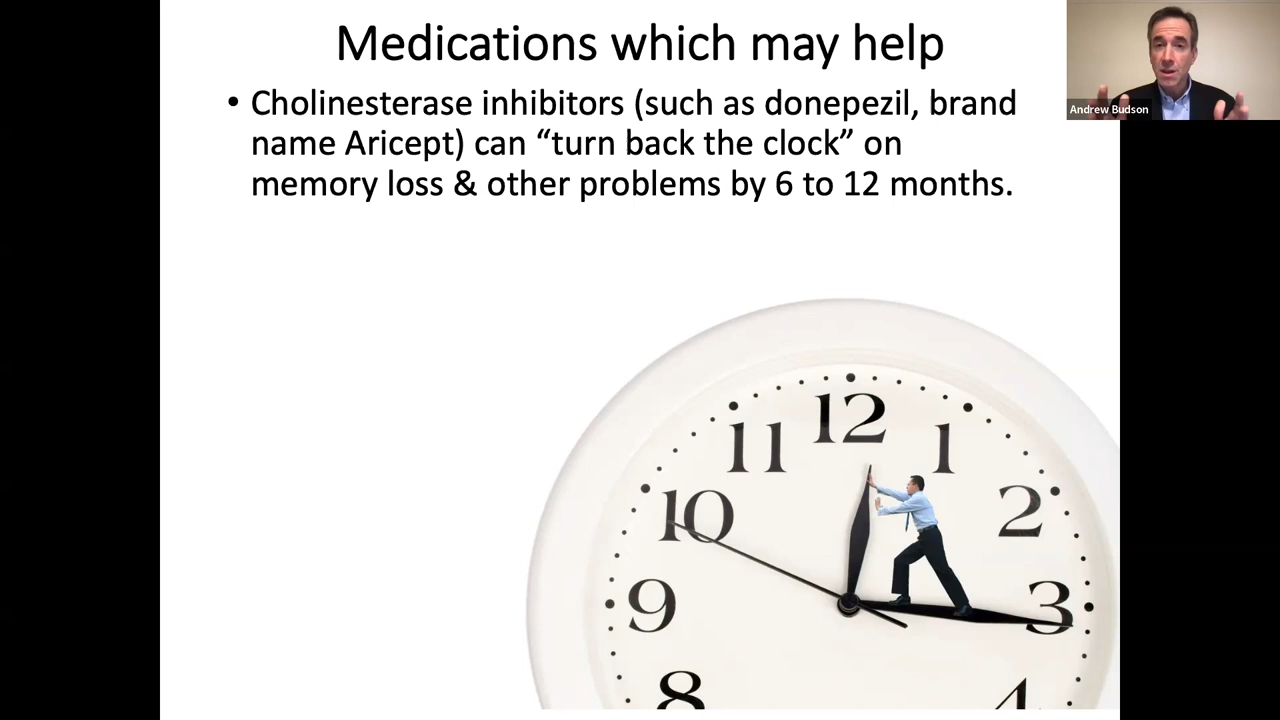 Medications which may help
• Cholinesterase inhibitors (such as donepezil, brand
name Aricept) can “turn back the clock” on
memory loss & other problems by 6 to 12 months.
Andrew Budson
12
11
1
10
2
9
3
8
4